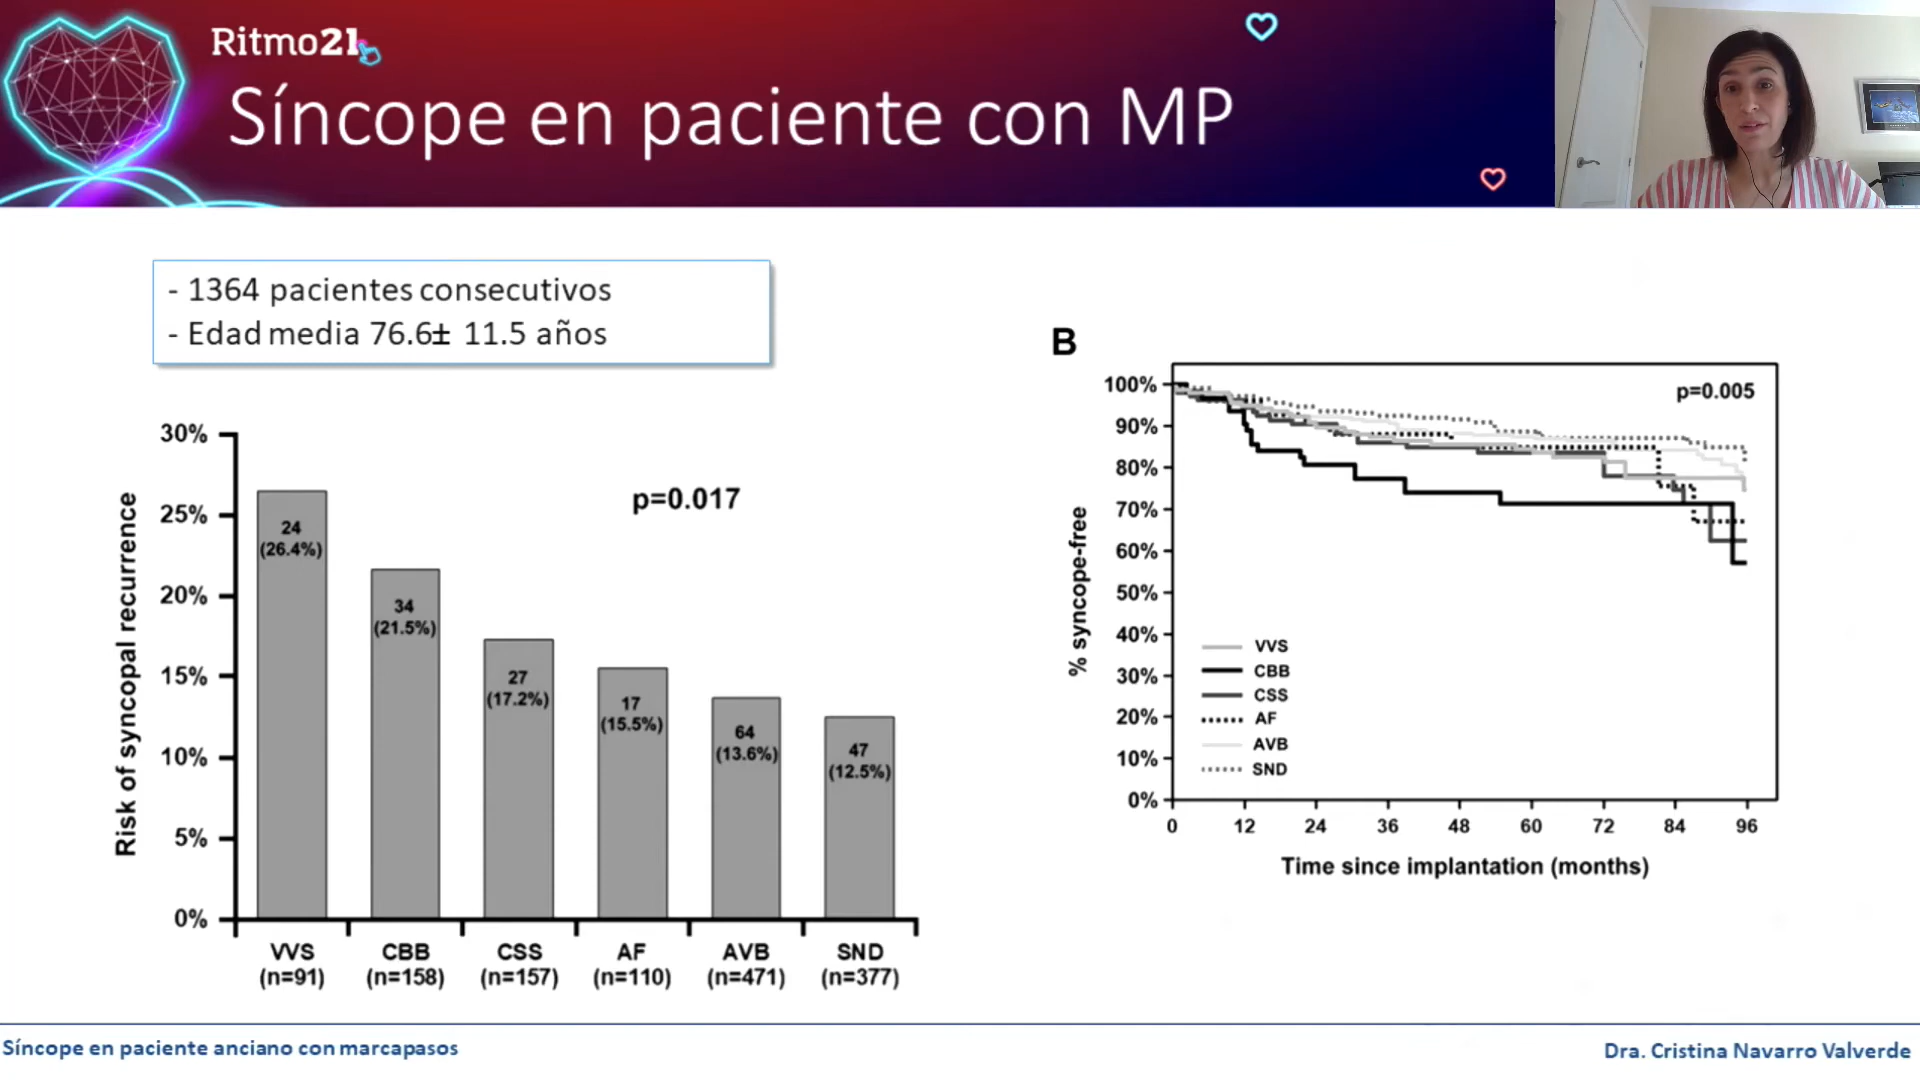 Ritmo21
Síncope en paciente con MP
- 1364 pacientes consecutivos
- Edad media 76.6± 11.5 años
30%
25%
20%
15%
10%
5%
0%
Risk of syncopal recurrence
p=0.017
24
(26.4%)
34
(21.5%)
27
(17.2%)
17
(15.5%)
64
(13.6%)
47
(12.5%)
VVS
(n=91)
CBB
(n=158)
CSS
(n=157)
AF
(n=110)
AVB
(n=471)
SND
(n=377)
B
p=0.005
100%
90%
80%
70%
60%
50%
40%
30%
20%
10%
0%
% syncope-free
VVS
CBB
CSS
AF
AVB
SND
0 12 24 36 48 60 72 84 96
Time since implantation (months)
Síncope en paciente anciano con marcapasos
Dra. Cristina Navarro Valverde